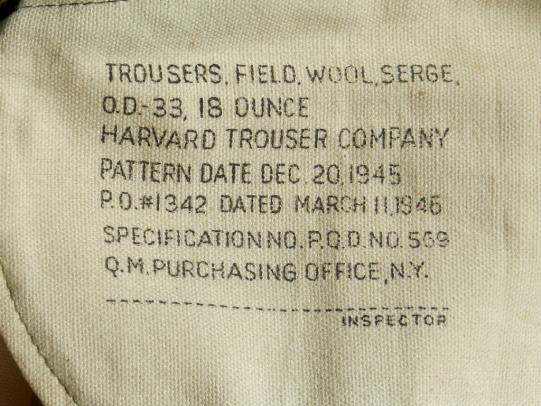 TROUSERS, FIELD, WOOL, SERGE,
O.D.-33, 18 OUNCE
HARVARD TROUSER COMPANY
PATTERN DATE DEC. 20, 1945
P.O.#1342 DATED MARCH 11, 1946
SPECIFICATION NO. P.Q.D. NO. 569
Q.M. PURCHASING OFFICE, N.Y.
INSPECTOR